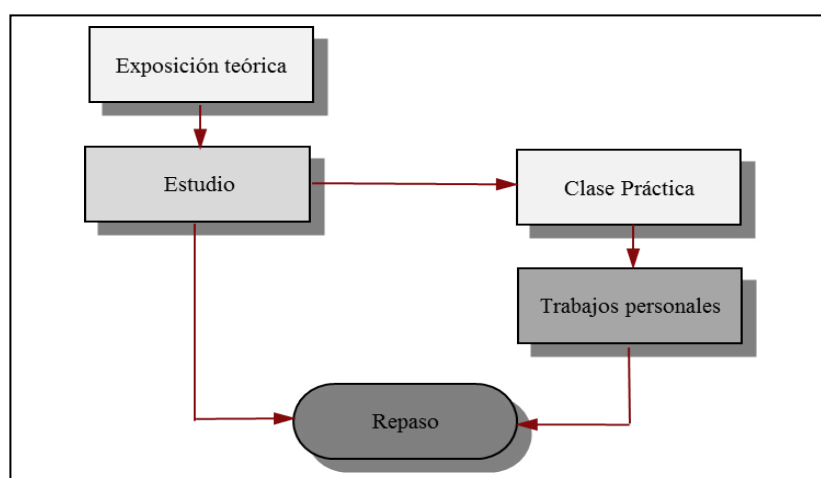 Exposición teórica
Estudio
Clase Práctica
Trabajos personales
Repaso